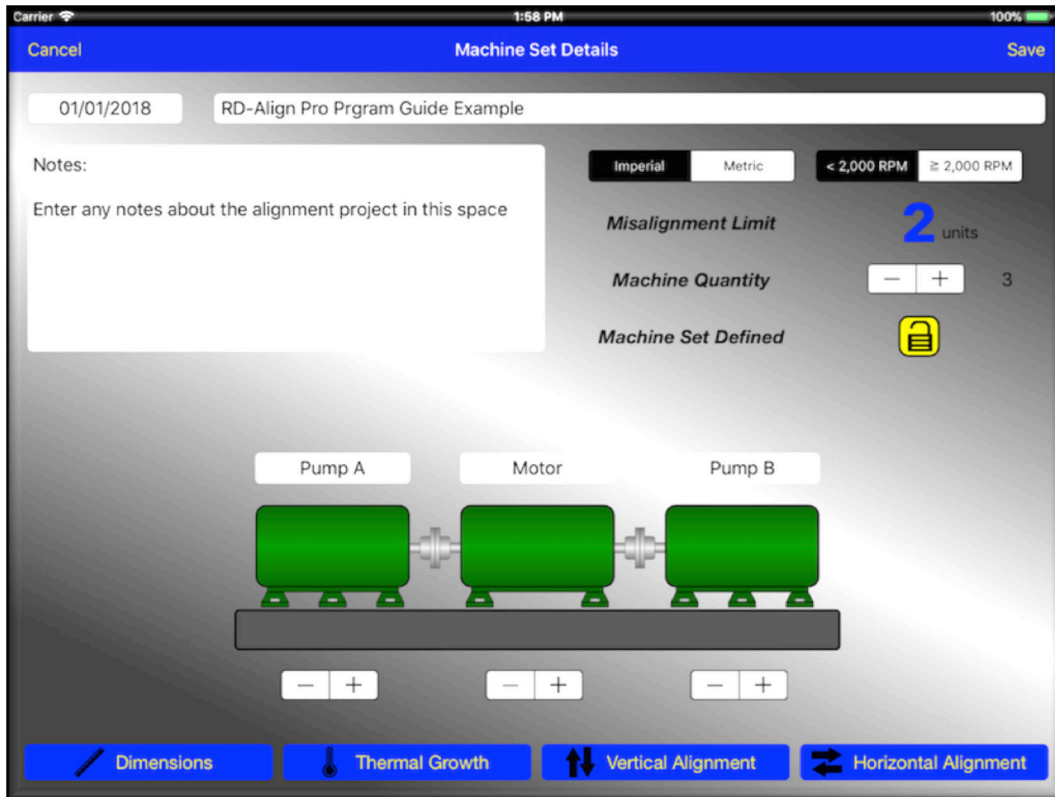 Carrier 1:58 PM 100%
Cancel Machine Set Details Save
01/01/2018 RD-Align Pro Prgram Guide Example
Notes:
Enter any notes about the alignment project in this space
Imperial Metric < 2,000 RPM ≧ 2,000 RPM
Misalignment Limit 2 units
Machine Quantity − + 3
Machine Set Defined
Pump A Motor Pump B
− + − + − +
Dimensions Thermal Growth Vertical Alignment Horizontal Alignment